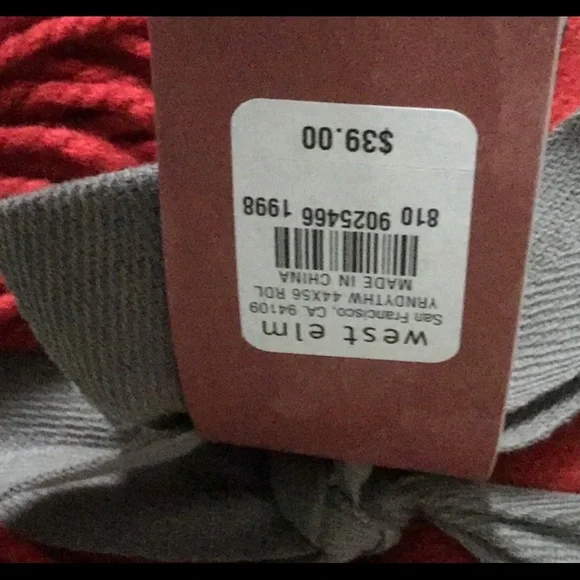 west elm
San Francisco, CA. 94109
YRNDYTHW 44X56 RDL
MADE IN CHINA
810 9025466 1998
$39.00